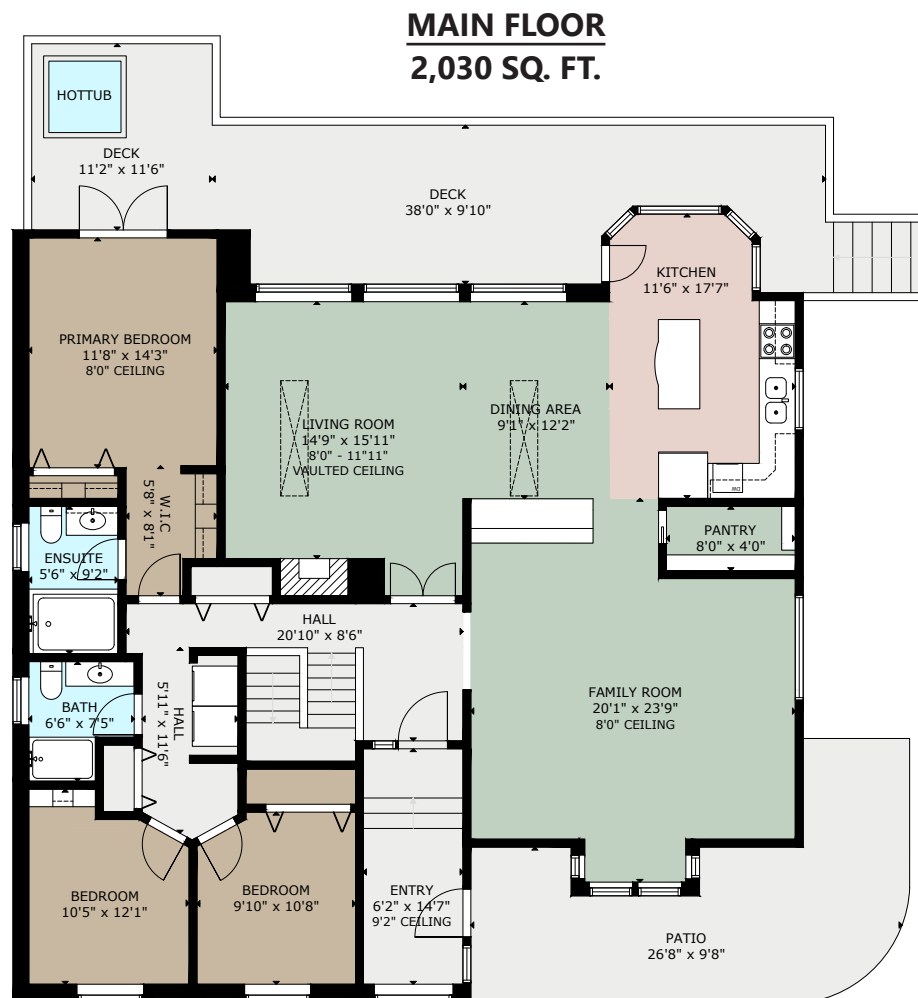 MAIN FLOOR
2,030 SQ. FT.
HOTTUB
DECK
11'2" x 11'6"
DECK
38'0" x 9'10"
KITCHEN
11'6" x 17'7"
PRIMARY BEDROOM
11'8" x 14'3"
8'0" CEILING
LIVING ROOM
14'9" x 15'11"
8'0" - 11'11"
VAULTED CEILING
DINING AREA
9'1" x 12'2"
W.I.C
5'8" x 8'1"
DW
PANTRY
8'0" x 4'0"
ENSUITE
5'6" x 9'2"
HALL
20'10" x 8'6"
BATH
6'6" x 7'5"
HALL
5'11" x 11'6"
FAMILY ROOM
20'1" x 23'9"
8'0" CEILING
BEDROOM
10'5" x 12'1"
BEDROOM
9'10" x 10'8"
ENTRY
6'2" x 14'7"
9'2" CEILING
PATIO
26'8" x 9'8"